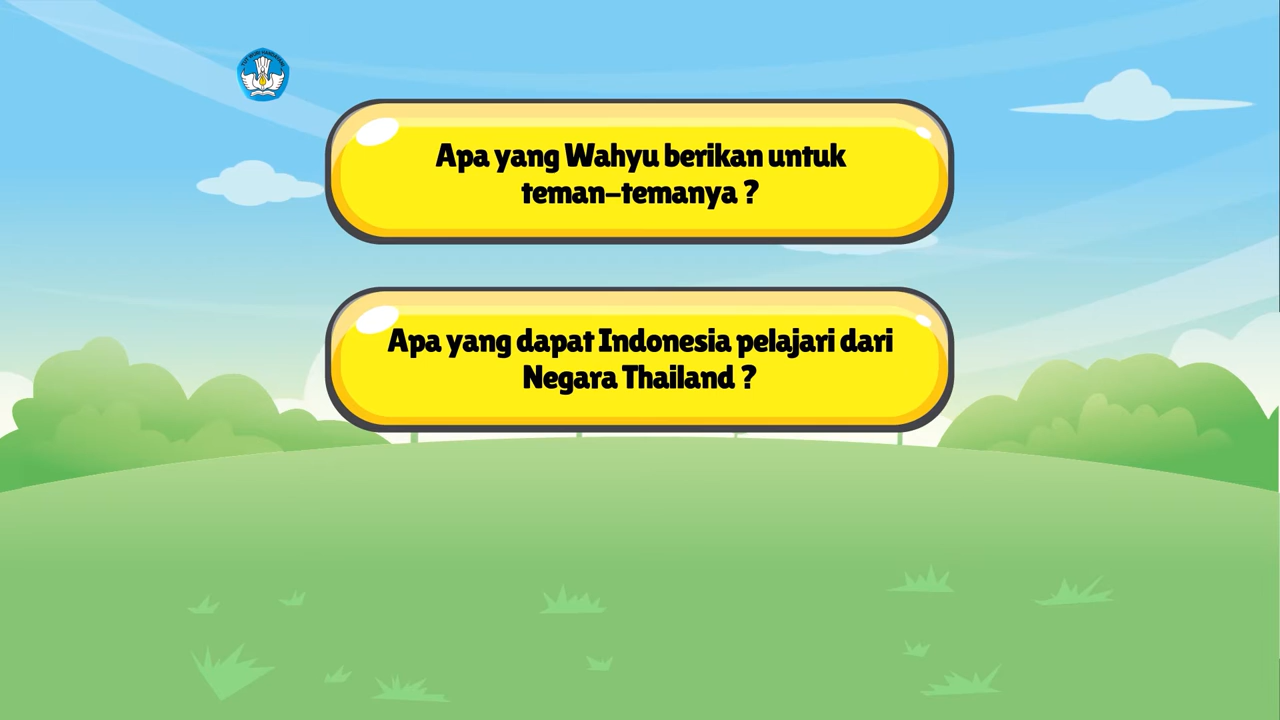 Apa yang Wahyu berikan untuk
teman-temanya ?
Apa yang dapat Indonesia pelajari dari
Negara Thailand ?